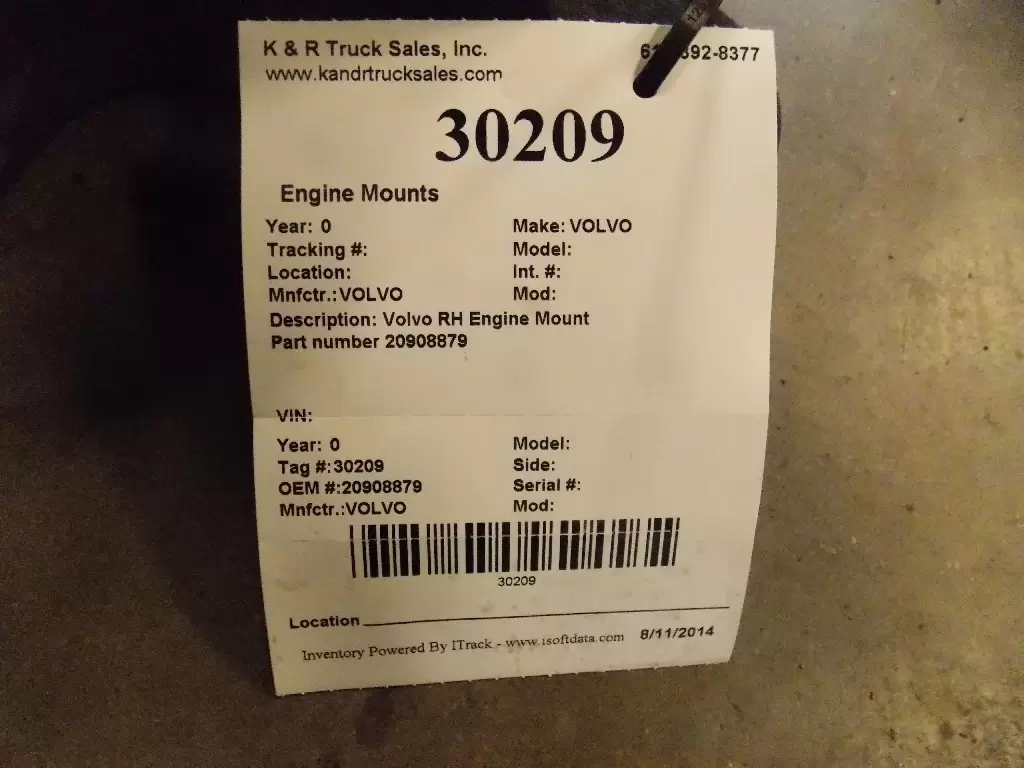 K & R Truck Sales, Inc.
www.kandrtrucksales.com
30209
Engine Mounts
Year: 0 Make: VOLVO
Tracking #: Model:
Location: Int. #:
Mnfctr.: VOLVO Mod:
Description: Volvo RH Engine Mount
Part number 20908879
VIN:
Year: 0 Model:
Tag #:30209 Side:
OEM #:20908879 Serial #:
Mnfctr.:VOLVO Mod:
30209
Location
Inventory Powered By ITrack - www.isoftdata.com 8/11/2014